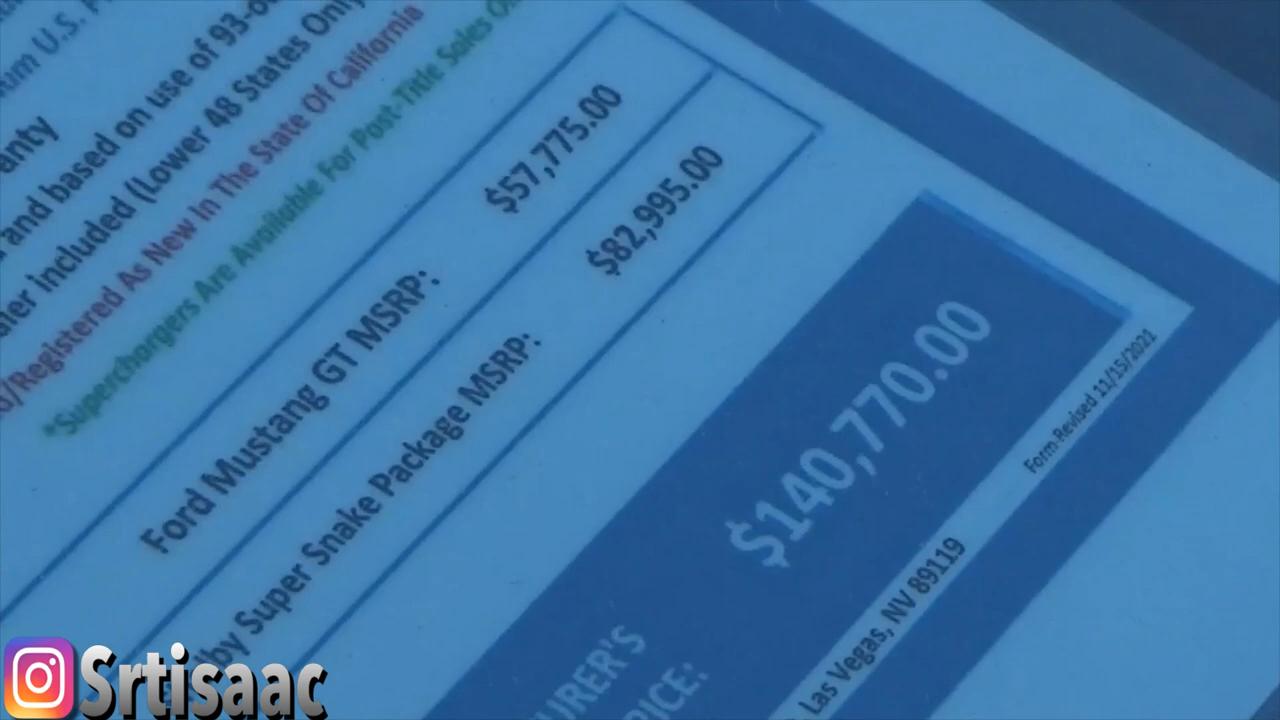 um U.S. P
anty
and based on use of 93-o
er included (Lower 48 States Only
/Registered As New In The State Of California
*Superchargers Are Available For Post-Title Sales O
Ford Mustang GT MSRP: $57,775.00
by Super Snake Package MSRP: $82,995.00
URER'S
ICE:
$140,770.00
Las Vegas, NV 89119
Form-Revised 11/15/2021
Srtisaac